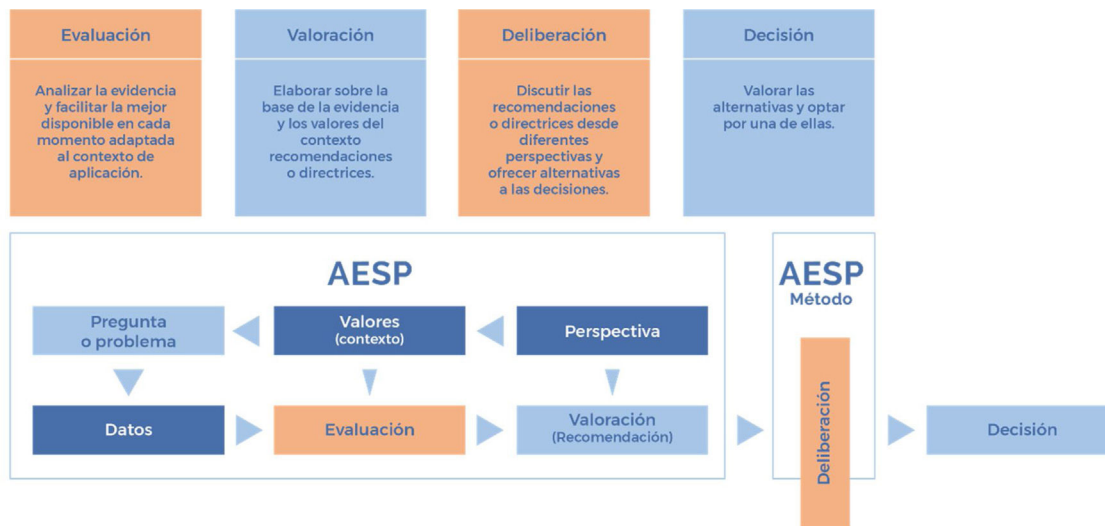 Evaluación
Analizar la evidencia
y facilitar la mejor
disponible en cada
momento adaptada
al contexto de
aplicación.
Valoración
Elaborar sobre la
base de la evidencia
y los valores del
contexto
recomendaciones
o directrices.
Deliberación
Discutir las
recomendaciones
o directrices desde
diferentes
perspectivas y
ofrecer alternativas
a las decisiones.
Decisión
Valorar las
alternativas y optar
por una de ellas.
AESP
Pregunta
o problema
Valores
(contexto)
Perspectiva
Datos
Evaluación
Valoración
(Recomendación)
AESP
Método
Deliberación
Decisión